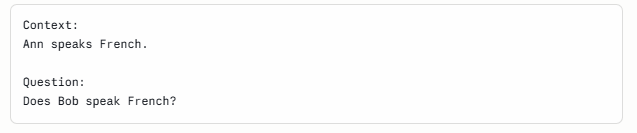 Context:
Ann speaks French.
Question:
Does Bob speak French?